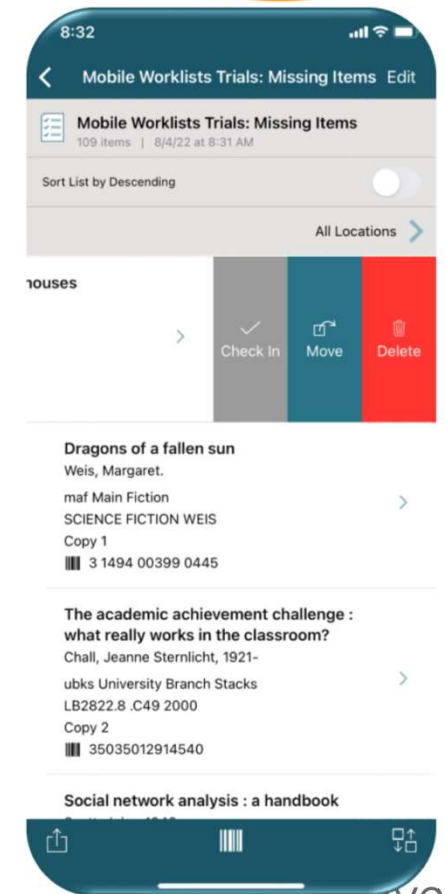 8:32
Mobile Worklists Trials: Missing Items Edit
Mobile Worklists Trials: Missing Items
109 items | 8/4/22 at 8:31 AM
Sort List by Descending
All Locations
houses
Check In Move Delete
Dragons of a fallen sun
Weis, Margaret.
maf Main Fiction
SCIENCE FICTION WEIS
Copy 1
3 1494 00399 0445
The academic achievement challenge :
what really works in the classroom?
Chall, Jeanne Sternlicht, 1921-
ubks University Branch Stacks
LB2822.8 .C49 2000
Copy 2
35035012914540
Social network analysis : a handbook